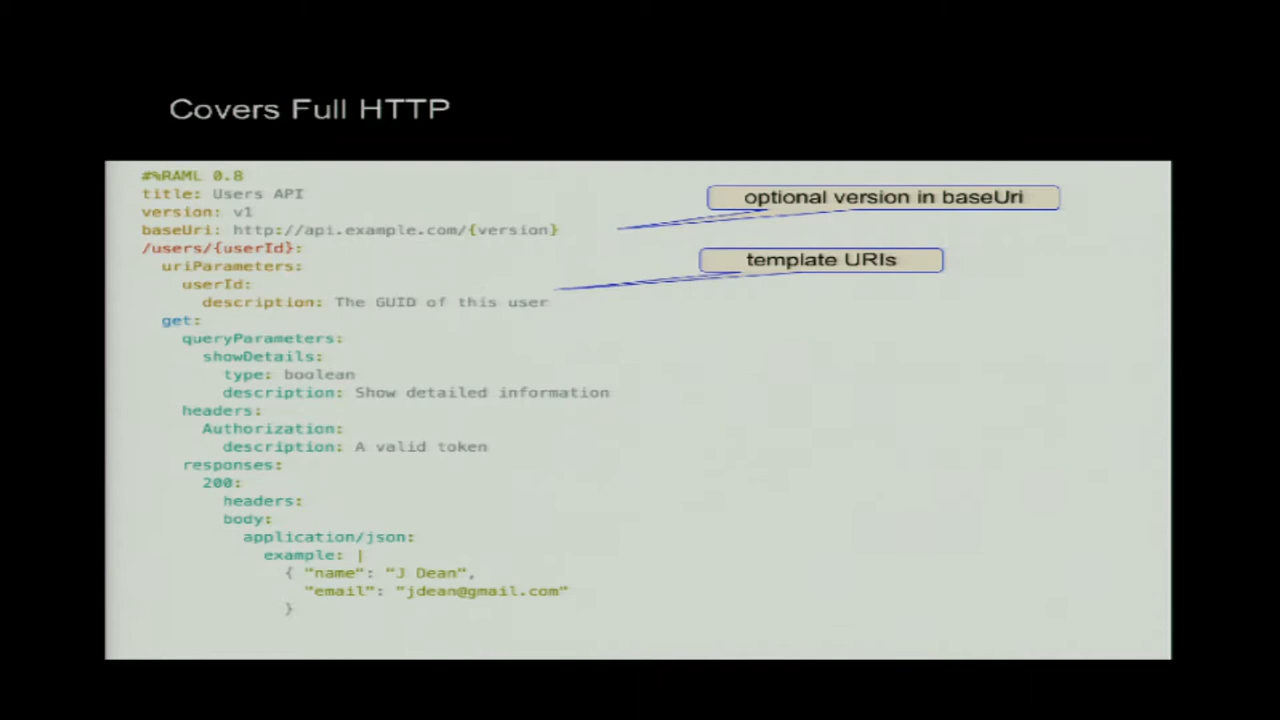 Covers Full HTTP
#%RAML 0.8
title: Users API
version: v1
optional version in baseUri
baseUri: http://api.example.com/{version}
/users/{userId}:
template URIs
uriParameters:
userId:
description: The GUID of this user
get:
queryParameters:
showDetails:
type: boolean
description: Show detailed information
headers:
Authorization:
description: A valid token
responses:
200:
headers:
body:
application/json:
example: |
{ "name": "J Dean",
"email": "jdean@gmail.com"
}